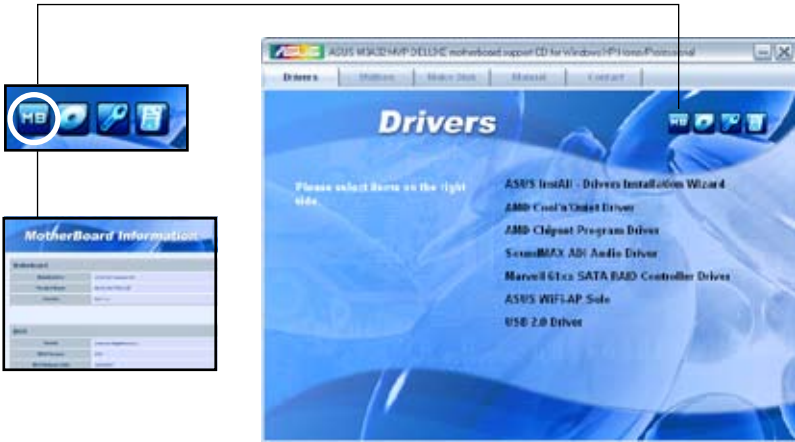 ASUS M3A32-MVP DELUXE motherboard support CD for Windows XP Home/Professional
Drivers Utilities Make Disk Manual Contact
Drivers
MB
MB
Please select items on the right
side.
ASUS InstAll - Drivers Installation Wizard
AMD Cool'n'Quiet Driver
AMD Chipset Program Driver
SoundMAX ADI Audio Driver
Marvell 61xx SATA RAID Controller Driver
ASUS WiFi-AP Solo
USB 2.0 Driver
MotherBoard Information
Motherboard
BIOS